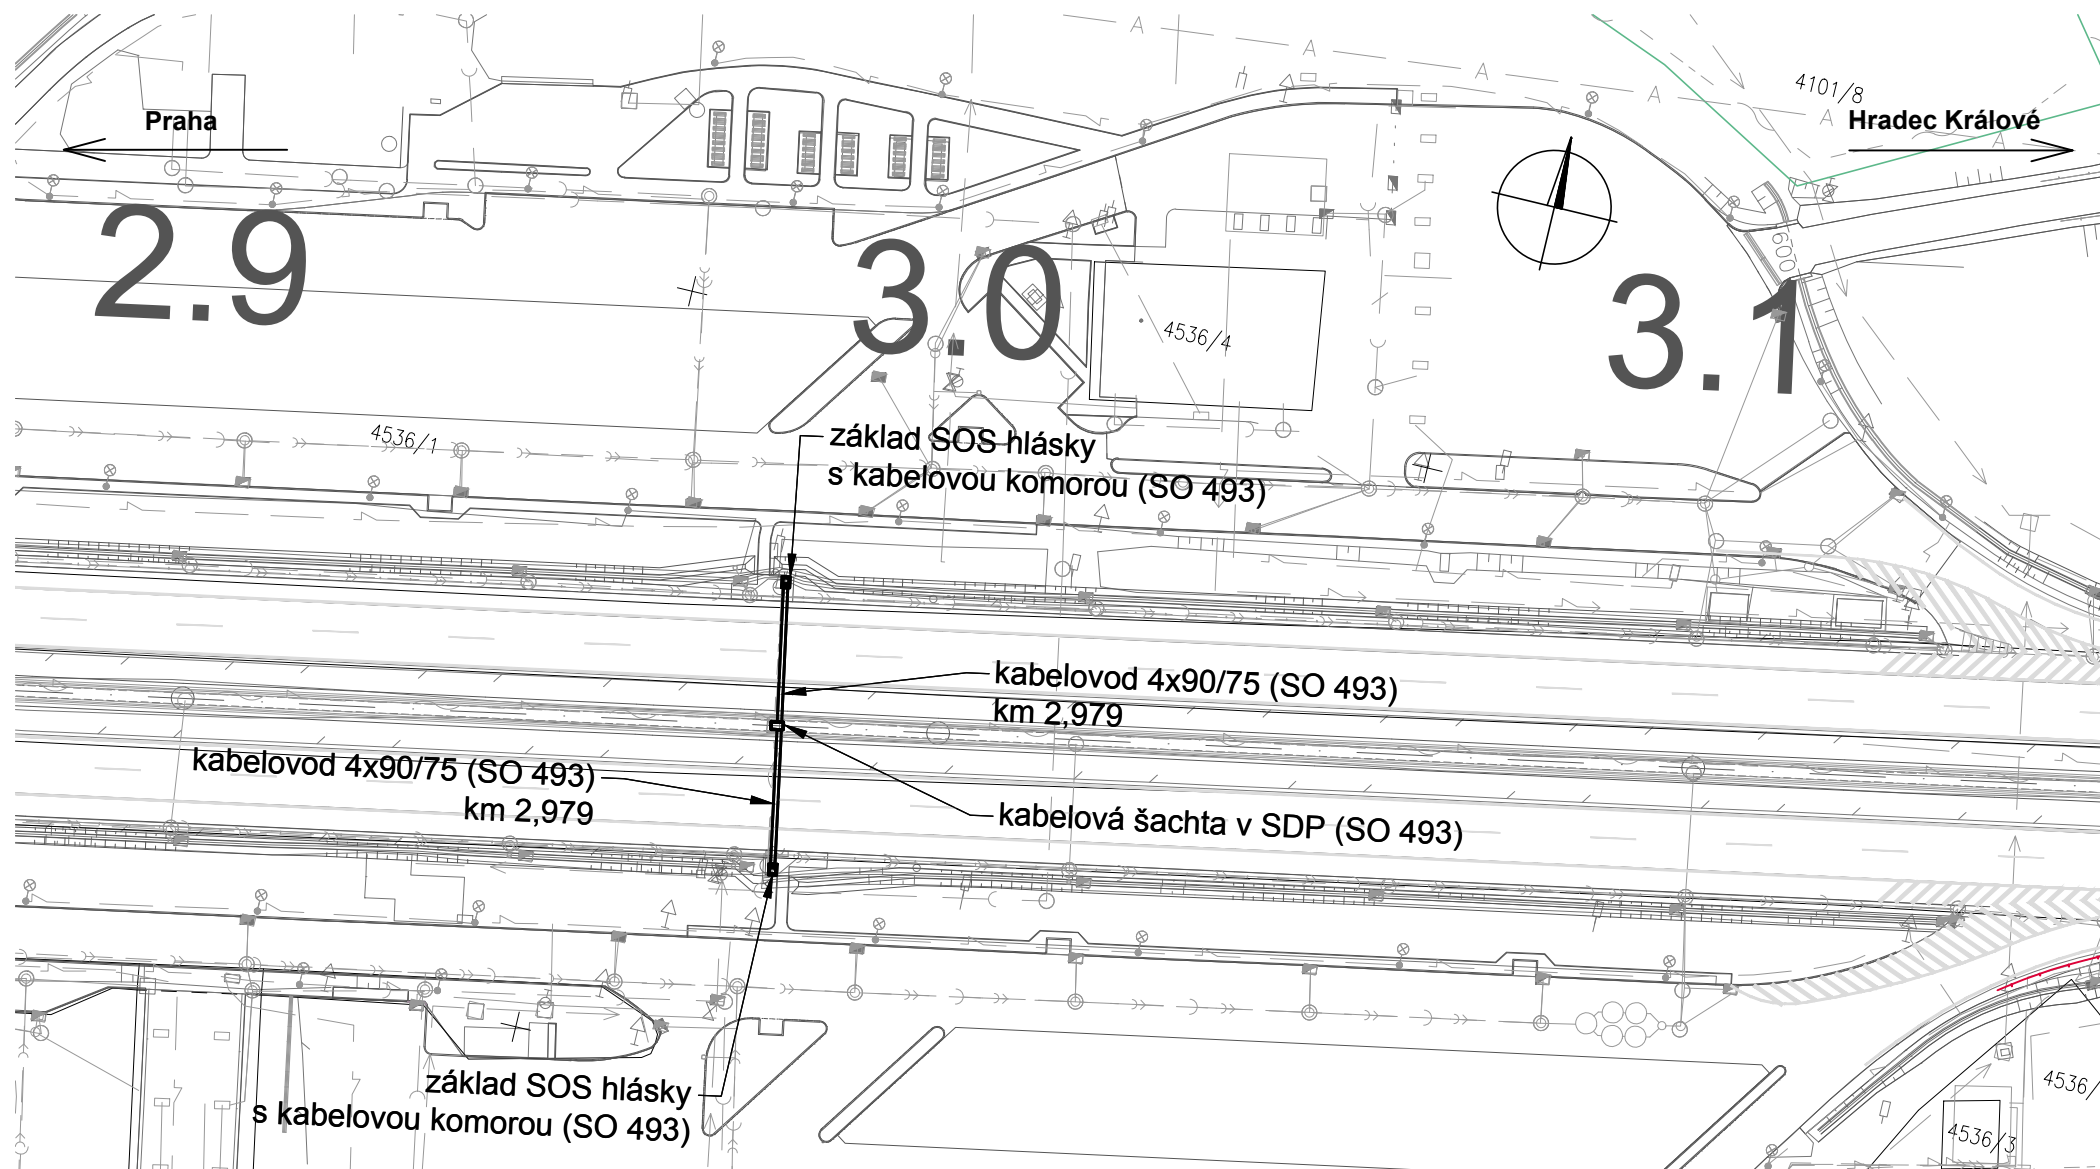 4101/8
Praha
Hradec Králové
2.9
3.0
3.1
600
4536/4
4536/1
základ SOS hlásky
s kabelovou komorou (SO 493)
kabelovod 4x90/75 (SO 493)
km 2,979
kabelovod 4x90/75 (SO 493)
km 2,979
kabelová šachta v SDP (SO 493)
základ SOS hlásky
s kabelovou komorou (SO 493)
4536/
4536/3
A
A
A
A
A
A